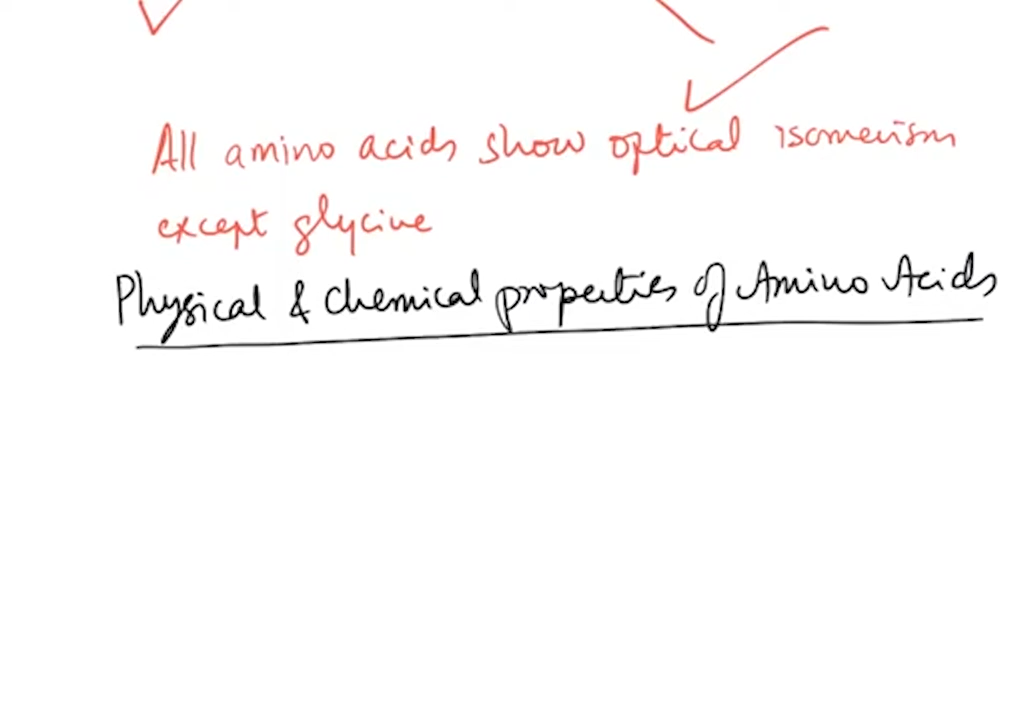 All amino acids show optical isomerism
except glycine
Physical & chemical properties of Amino Acids